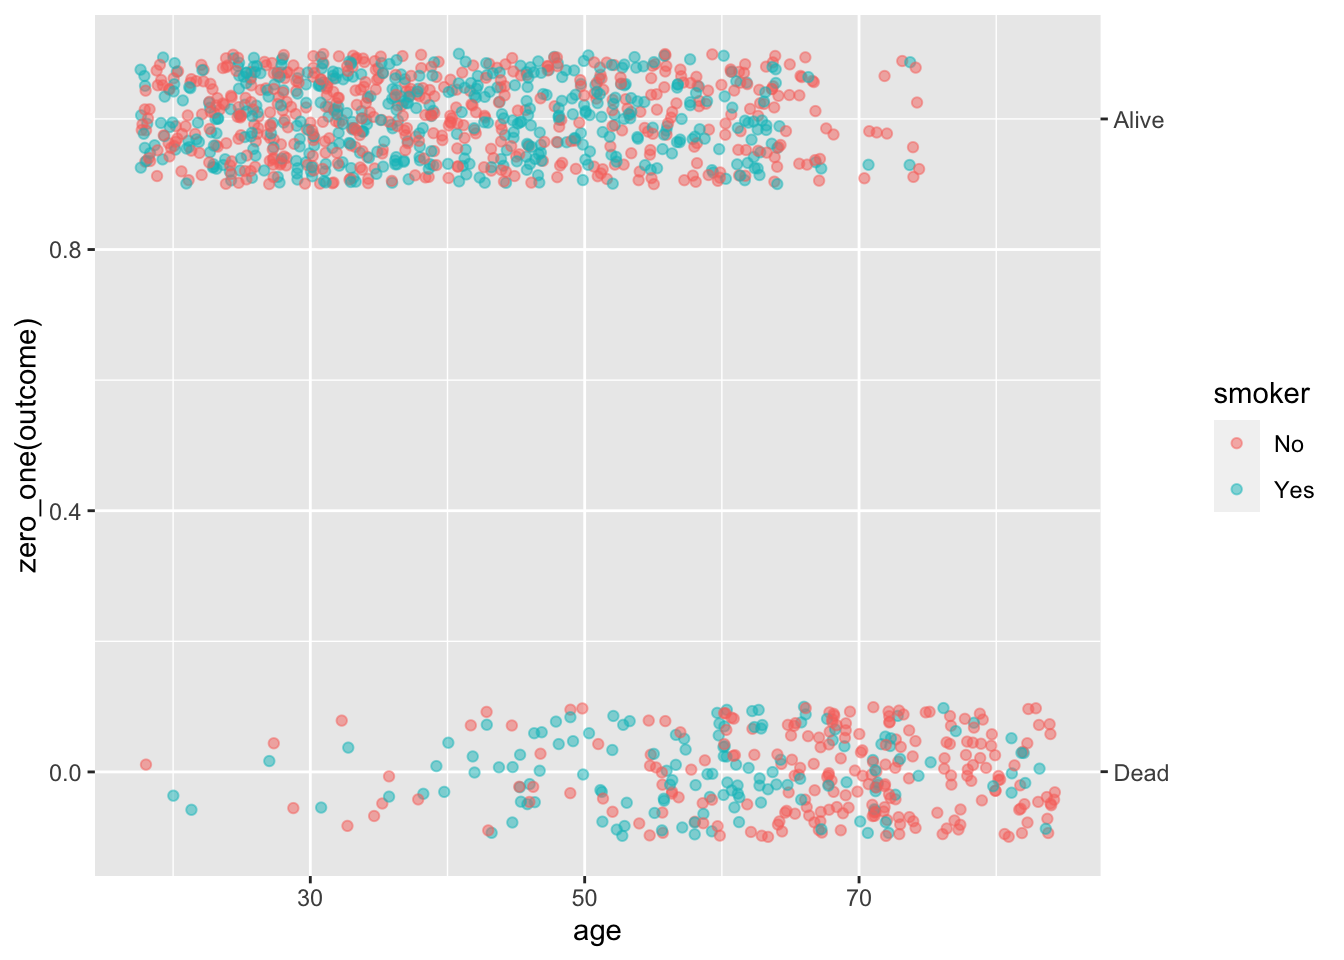 Alive
0.8
0.4
0.0
Dead
zero_one(outcome)
30 50 70
age
smoker
No
Yes